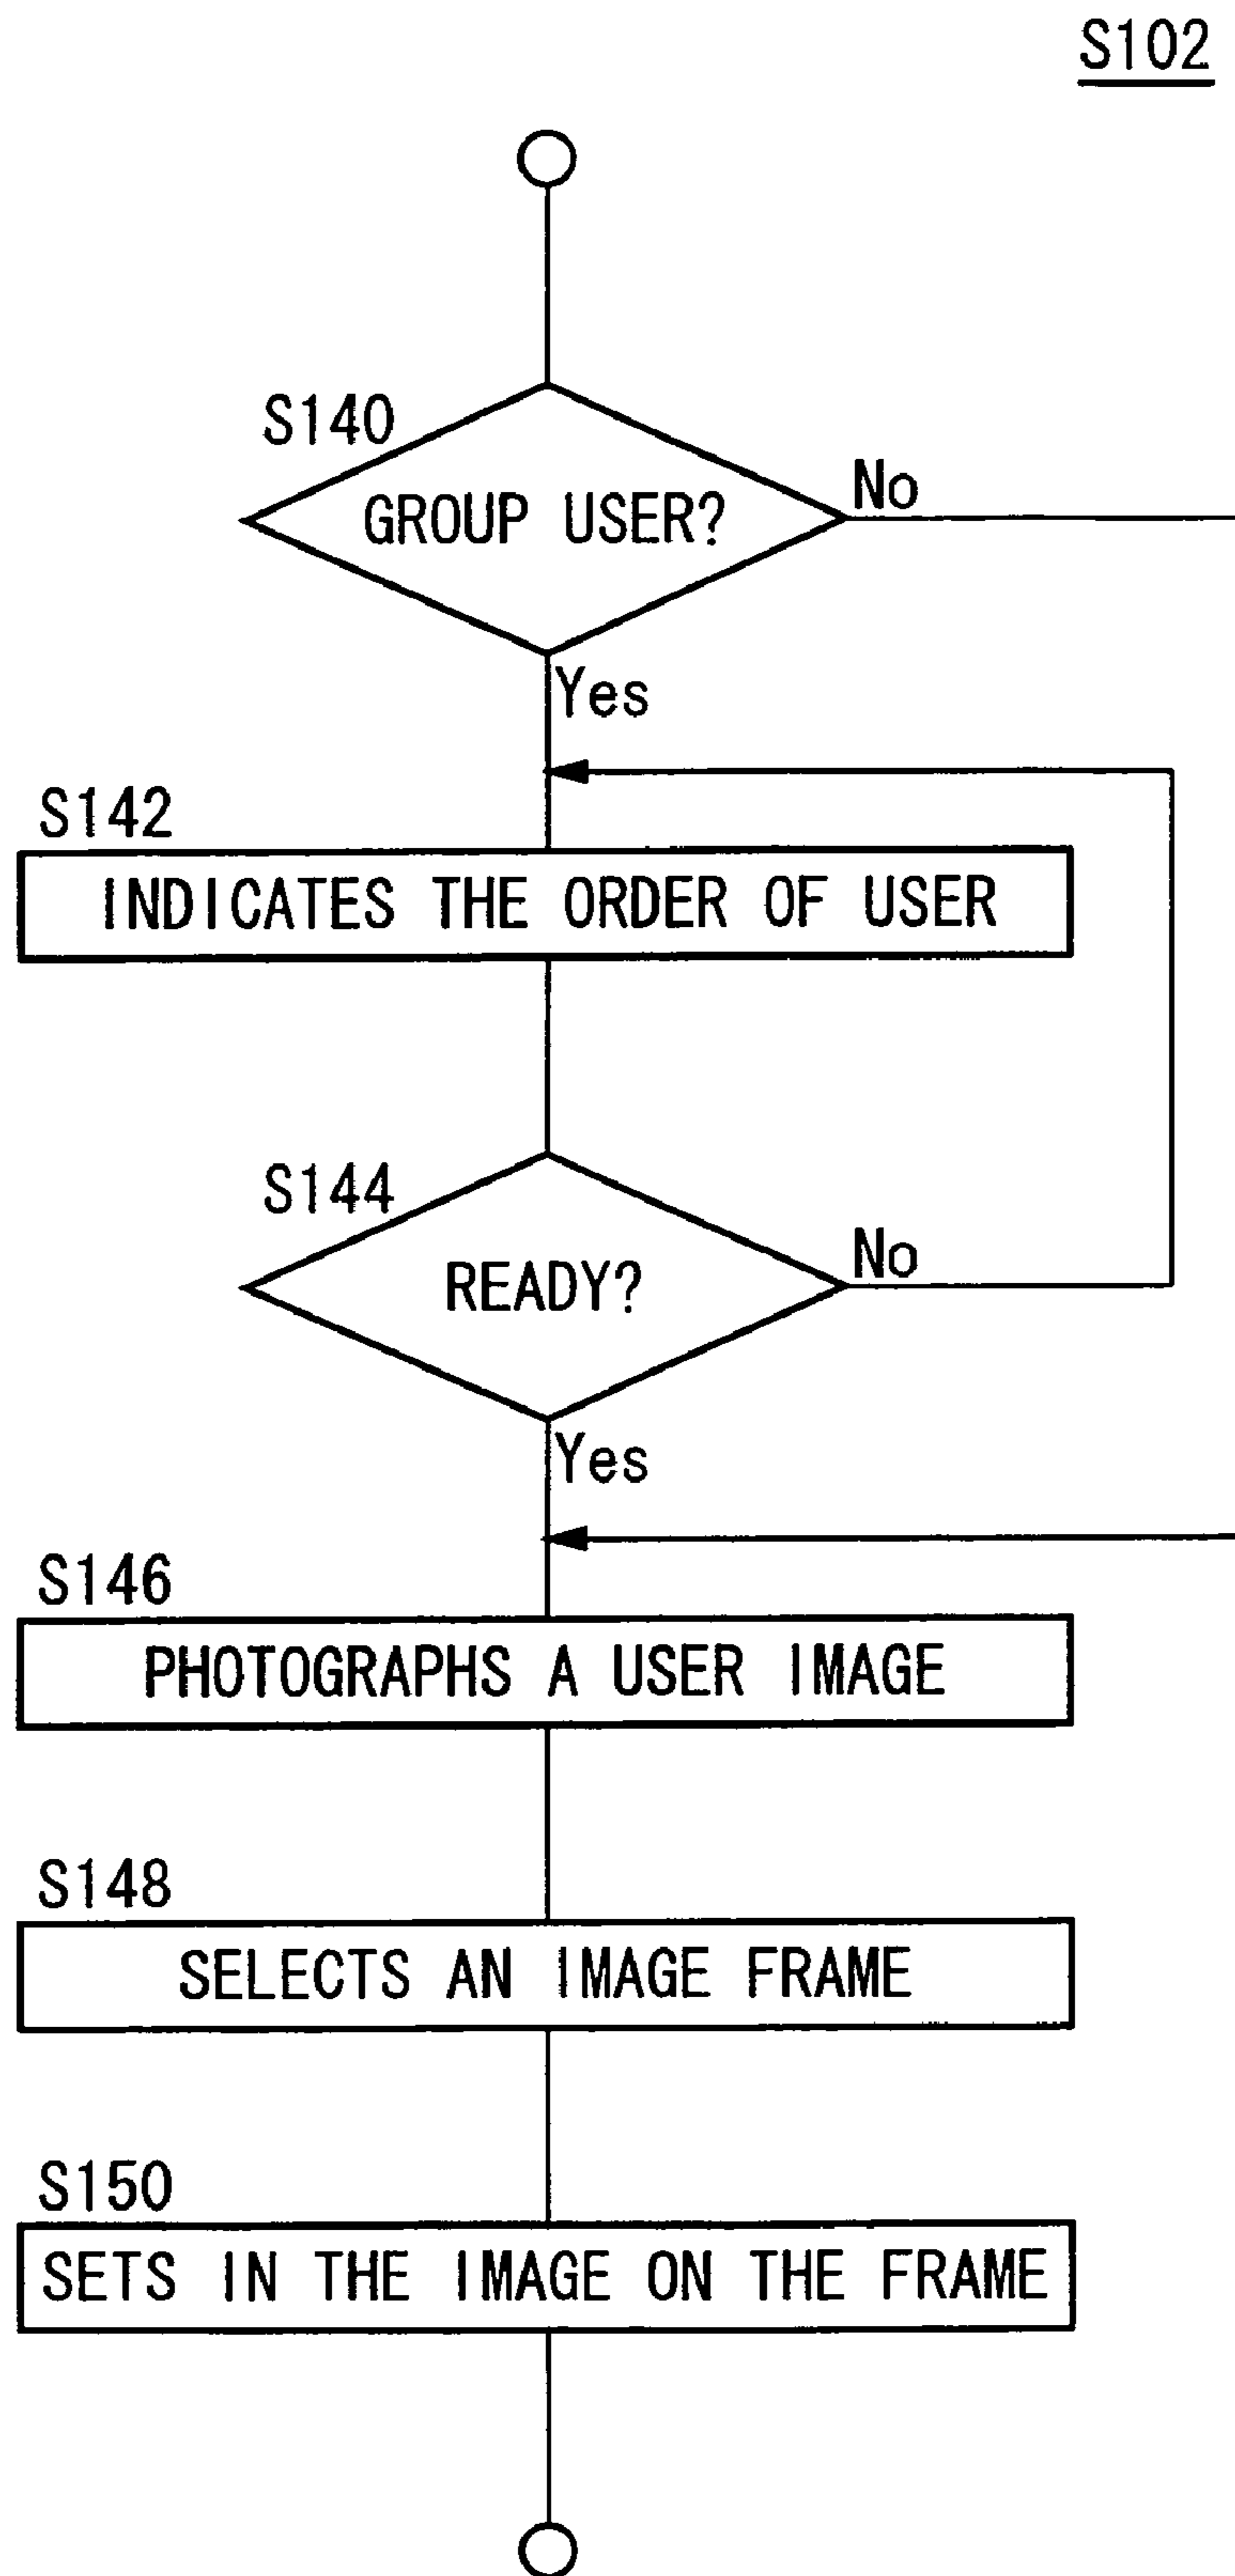 S102
S140
GROUP USER?
No
Yes
S142
INDICATES THE ORDER OF USER
S144
READY?
No
Yes
S146
PHOTOGRAPHS A USER IMAGE
S148
SELECTS AN IMAGE FRAME
S150
SETS IN THE IMAGE ON THE FRAME